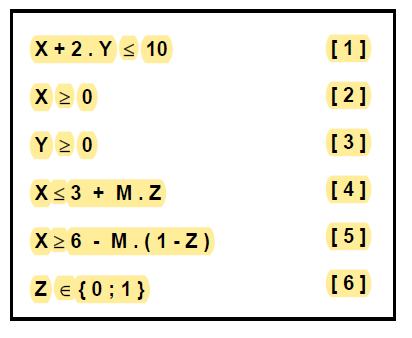 X + 2 . Y ≤ 10 [ 1 ]
X ≥ 0 [ 2 ]
Y ≥ 0 [ 3 ]
X ≤ 3 + M . Z [ 4 ]
X ≥ 6 - M . ( 1 - Z ) [ 5 ]
Z ∈ { 0 ; 1 } [ 6 ]